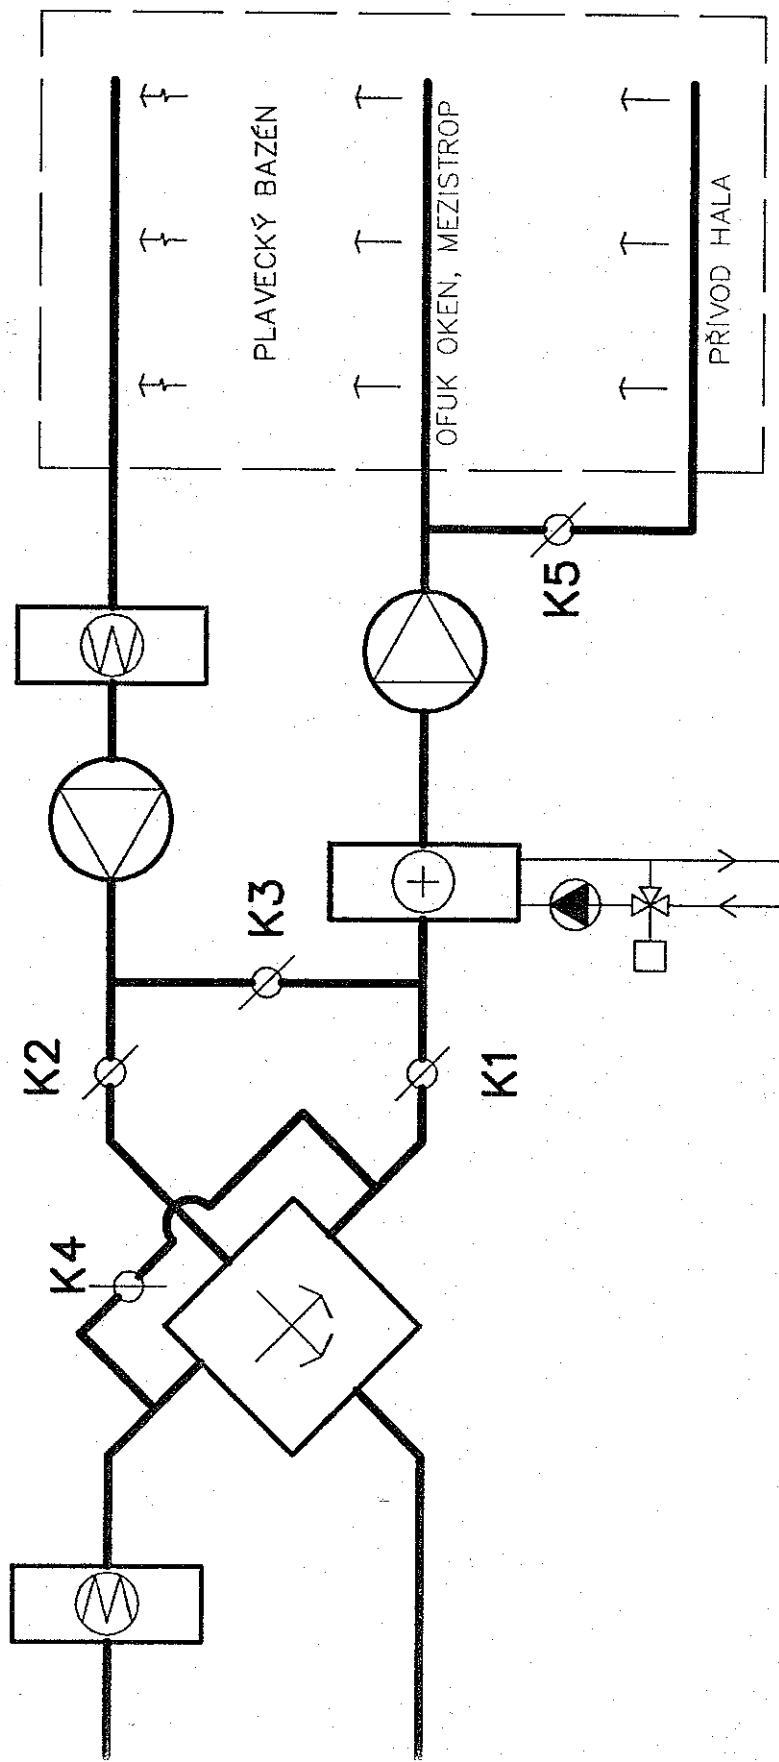 PLAVECKÝ BAZÉN
OFUK OKEN, MEZISTROP
PŘÍVOD HALA
K5
K3
K2
K1
K4